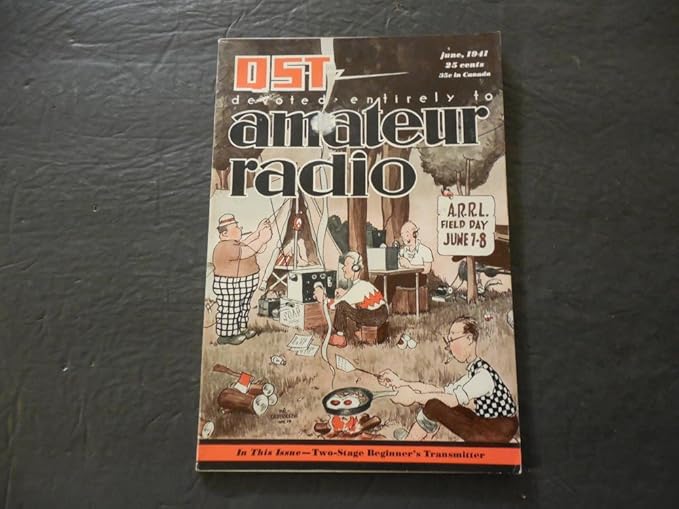 QST
june, 1941
25 cents
35c in Canada
devoted entirely to
amateur
radio
A.R.R.L.
FIELD DAY
JUNE 7-8
SOAP
In This Issue—Two-Stage Beginner's Transmitter